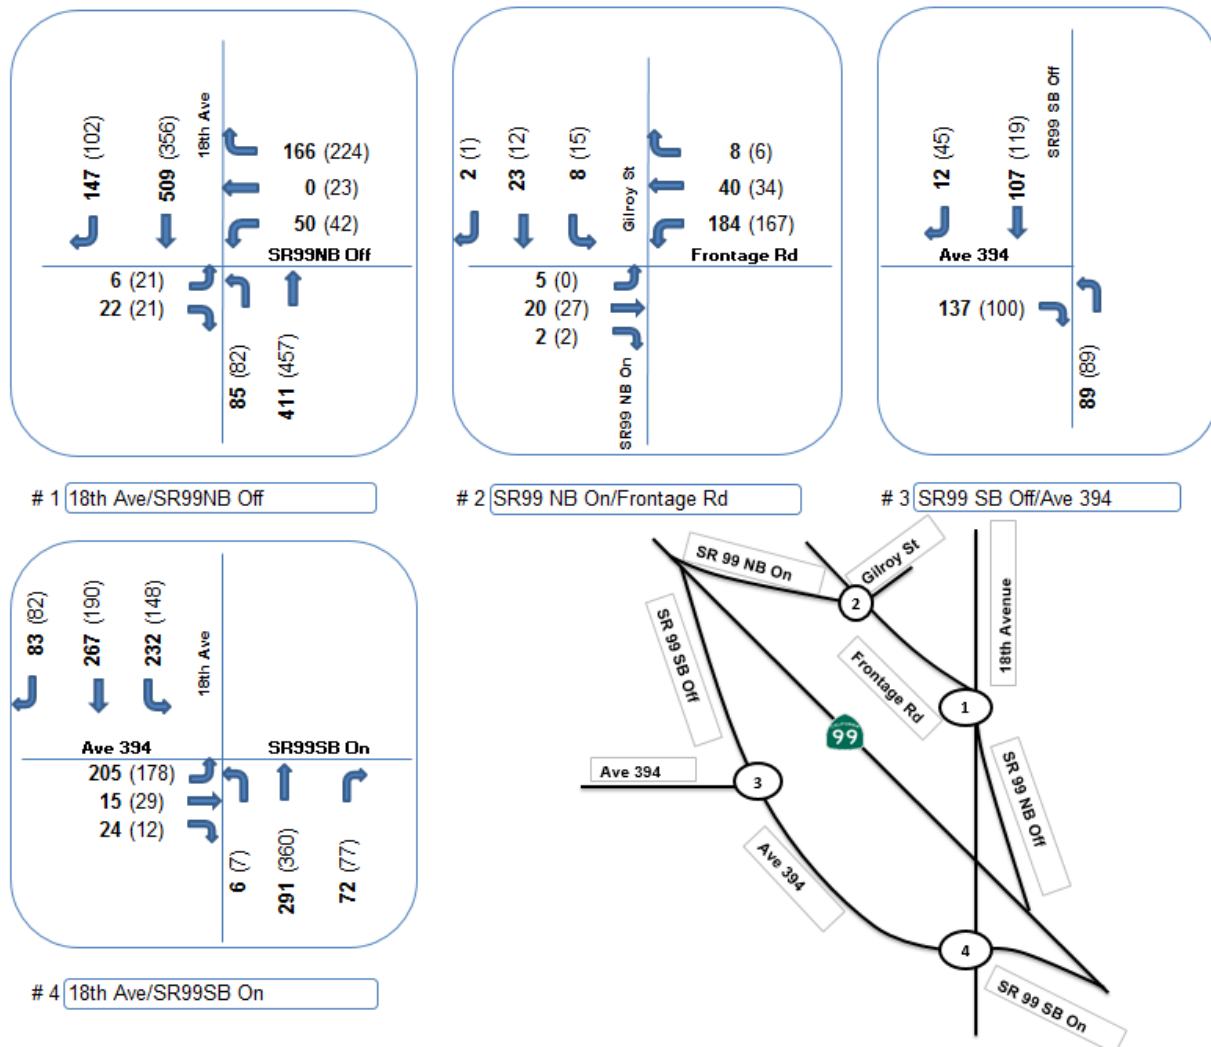 147 (102)
509 (356)
18th Ave
166 (224)
0 (23)
50 (42)
SR99NB Off
6 (21)
22 (21)
85 (82)
411 (457)
# 1 18th Ave/SR99NB Off
2 (1)
23 (12)
8 (15)
Gilroy St
8 (6)
40 (34)
184 (167)
Frontage Rd
5 (0)
20 (27)
2 (2)
SR99 NB On
# 2 SR99 NB On/Frontage Rd
12 (45)
107 (119)
SR99 SB Off
Ave 394
137 (100)
89 (89)
# 3 SR99 SB Off/Ave 394
83 (82)
267 (190)
232 (148)
18th Ave
Ave 394
SR99SB On
205 (178)
15 (29)
24 (12)
6 (7)
291 (360)
72 (77)
# 4 18th Ave/SR99SB On
SR 99 NB On
Gilroy St
2
18th Avenue
SR 99 SB Off
Frontage Rd
1
CALIFORNIA
99
Ave 394
3
SR 99 NB Off
Ave 394
4
SR 99 SB On